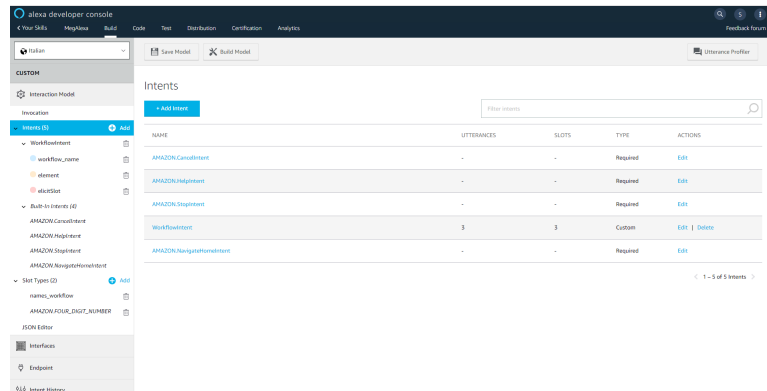 alexa developer console
S
Your Skills MegAlexa Build Code Test Distribution Certification Analytics Feedback forum
Italian
Save Model Build Model Utterance Profiler
CUSTOM
Interaction Model
Invocation
Intents (5) Add
WorkflowIntent
workflow_name
element
elicitSlot
Built-In Intents (4)
AMAZON.CancelIntent
AMAZON.HelpIntent
AMAZON.StopIntent
AMAZON.NavigateHomeIntent
Slot Types (2) Add
names_workflow
AMAZON.FOUR_DIGIT_NUMBER
JSON Editor
Interfaces
Endpoint
Intent History
Intents
+ Add Intent Filter Intents
NAME UTTERANCES SLOTS TYPE ACTIONS
AMAZON.CancelIntent - - Required Edit
AMAZON.HelpIntent - - Required Edit
AMAZON.StopIntent - - Required Edit
WorkflowIntent 3 3 Custom Edit | Delete
AMAZON.NavigateHomeIntent - - Required Edit
< 1 – 5 of 5 Intents >